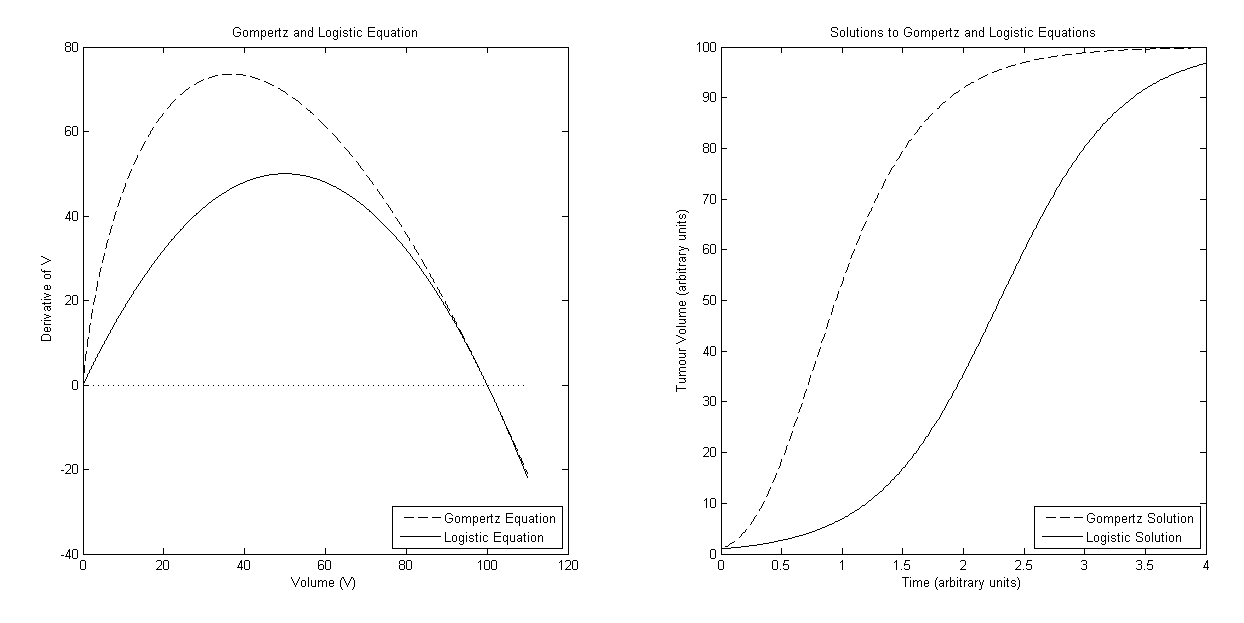 Gompertz and Logistic Equation
80
60
40
20
0
-20
-40
Derivative of V
0 20 40 60 80 100 120
Volume (V)
Gompertz Equation
Logistic Equation
Solutions to Gompertz and Logistic Equations
100
90
80
70
60
50
40
30
20
10
0
Tumour Volume (arbitrary units)
0 0.5 1 1.5 2 2.5 3 3.5 4
Time (arbitrary units)
Gompertz Solution
Logistic Solution